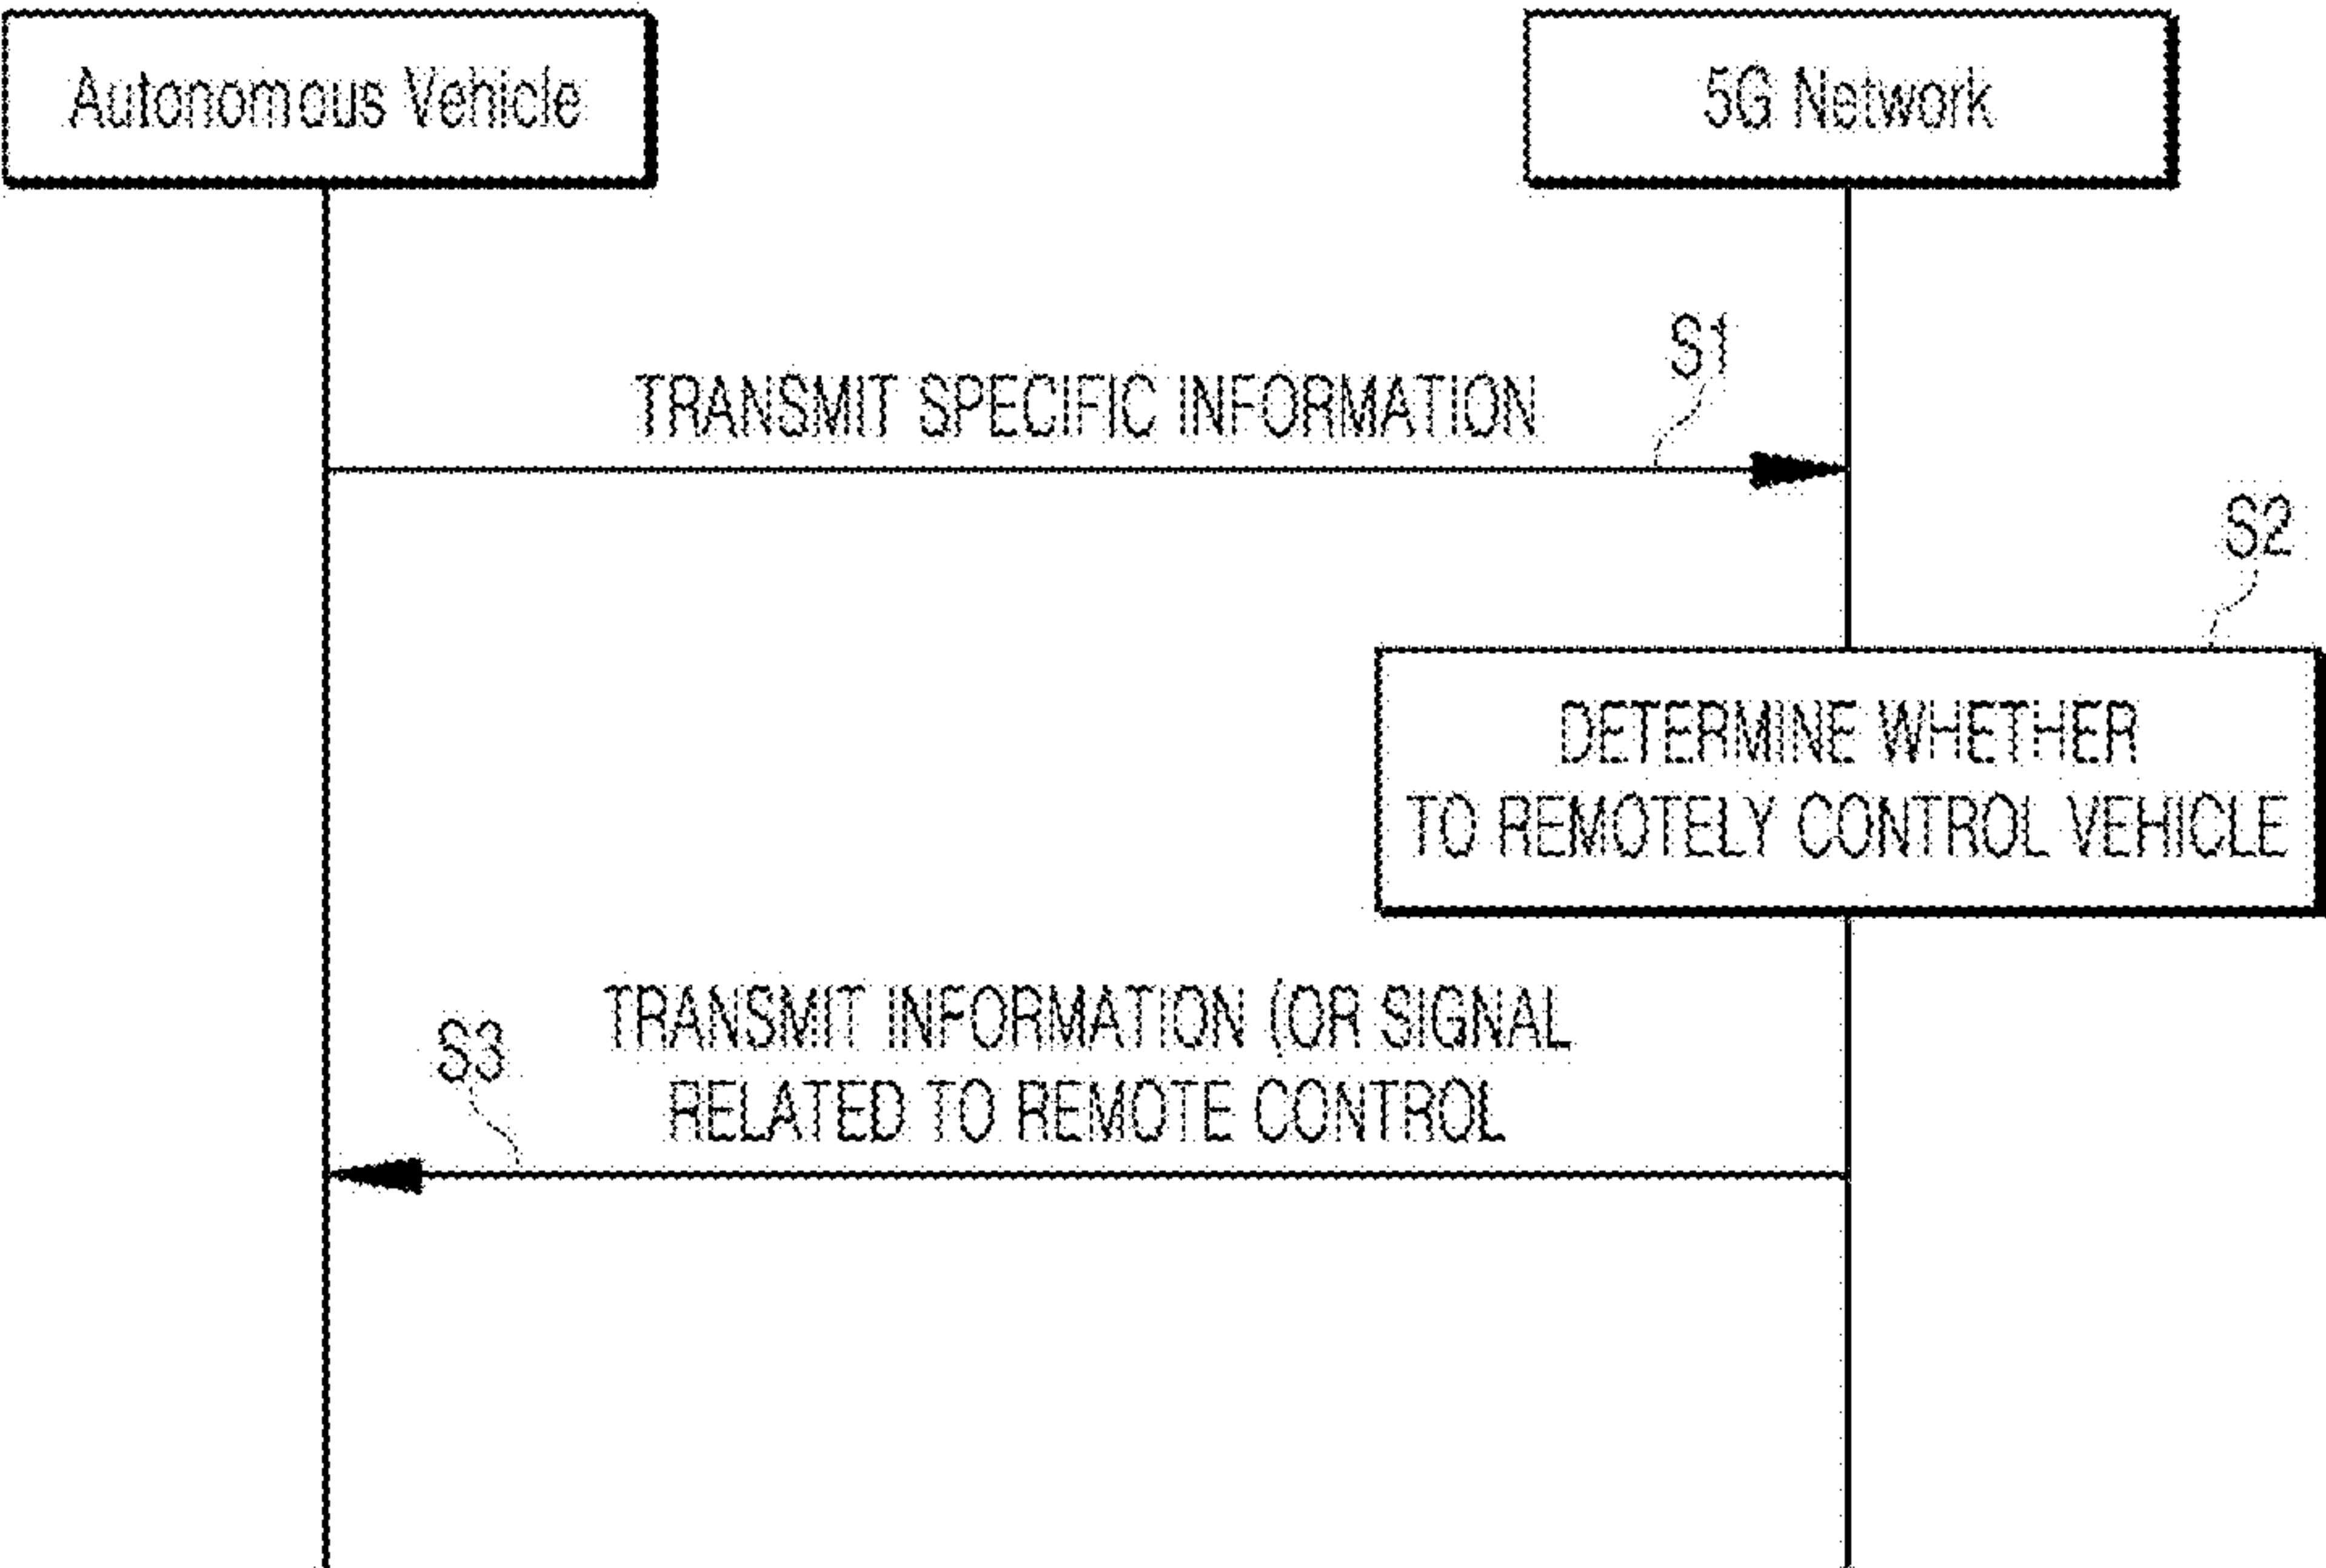 Autonomous Vehicle
5G Network
S1
TRANSMIT SPECIFIC INFORMATION
S2
DETERMINE WHETHER
TO REMOTELY CONTROL VEHICLE
TRANSMIT INFORMATION (OR SIGNAL
S3
RELATED TO REMOTE CONTROL